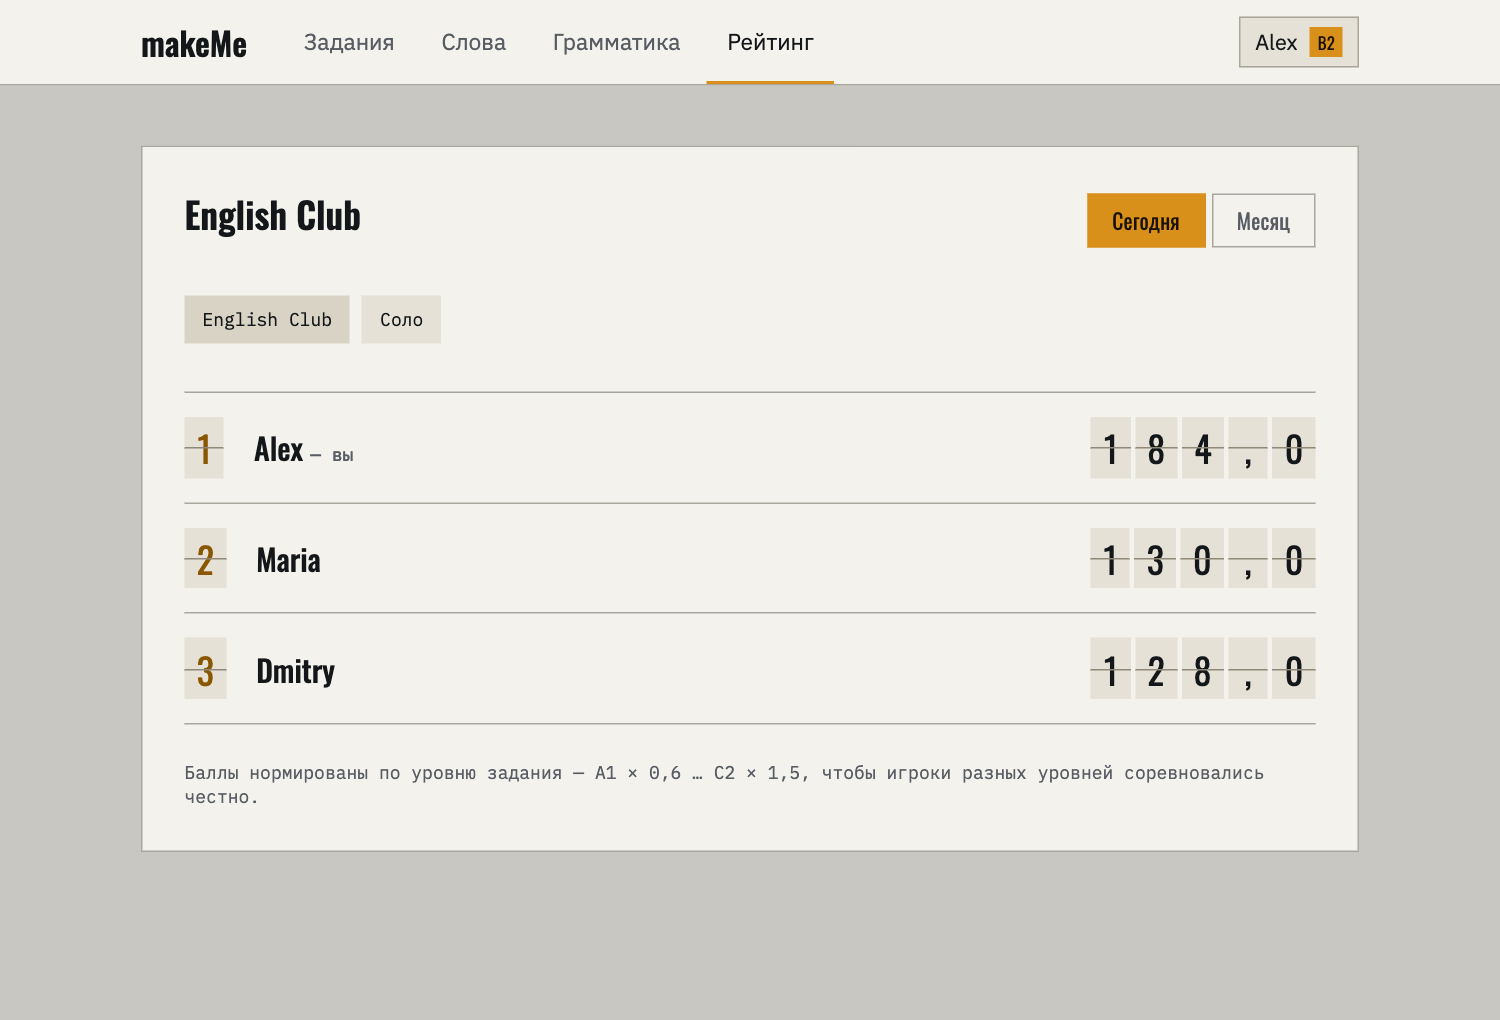 makeMe Задания Слова Грамматика Рейтинг Alex B2
English Club Сегодня Месяц
English Club Соло
1 Alex — вы 184,0
2 Maria 130,0
3 Dmitry 128,0
Баллы нормированы по уровню задания — A1 × 0,6 … C2 × 1,5, чтобы игроки разных уровней соревновались
честно.